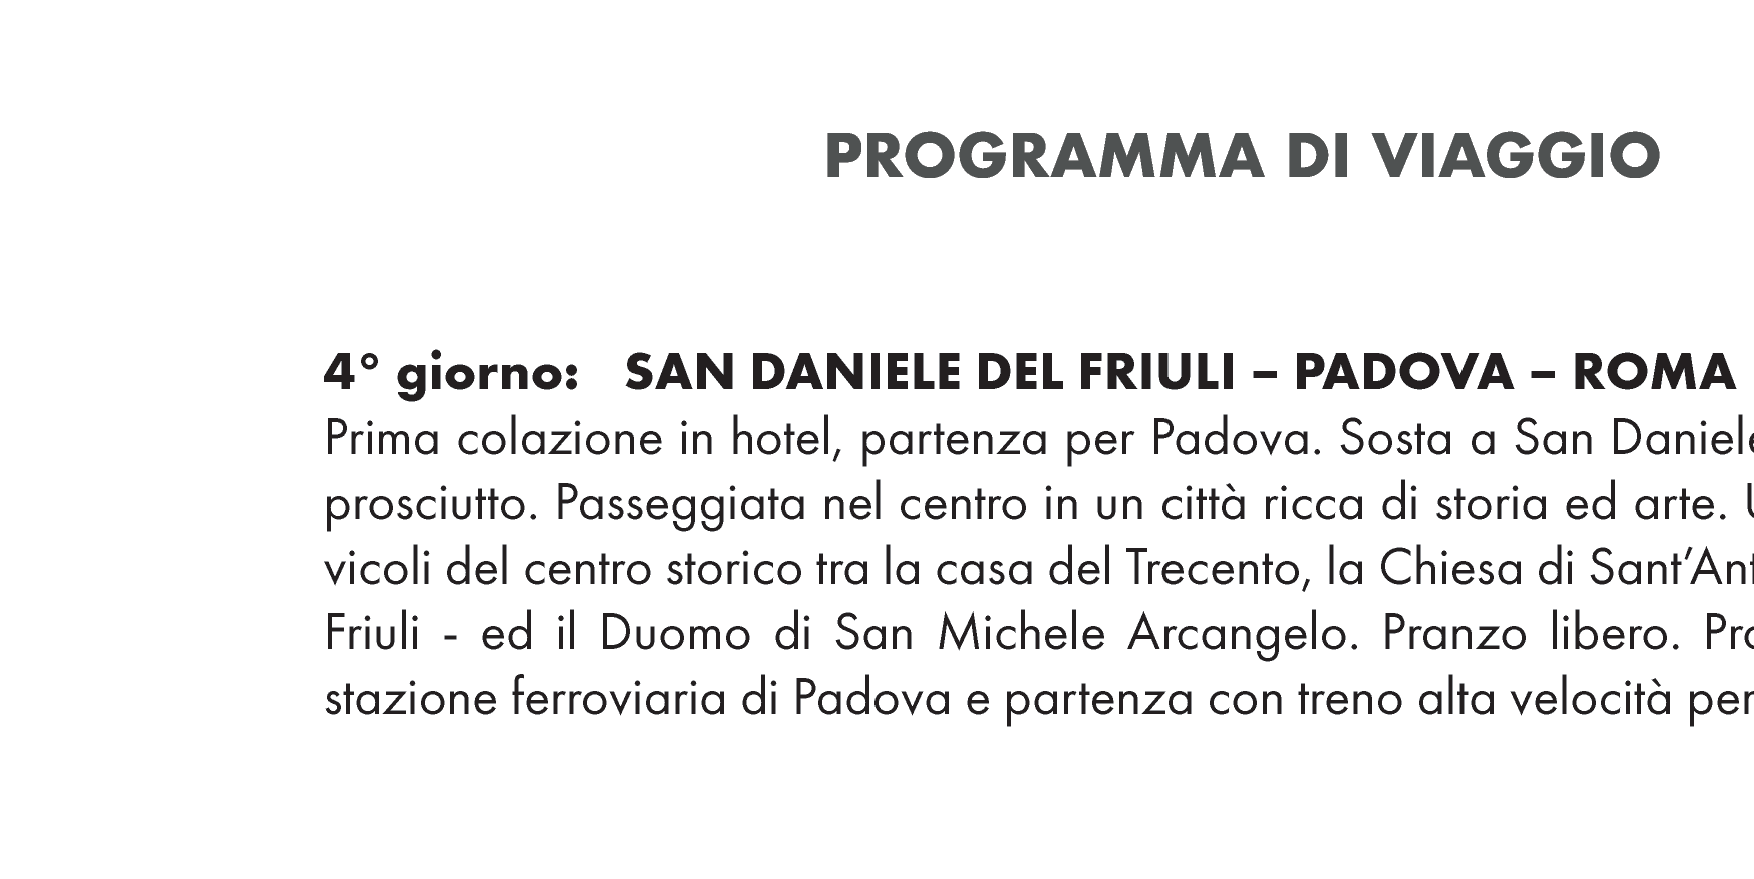 PROGRAMMA DI VIAGGIO
4° giorno: SAN DANIELE DEL FRIULI – PADOVA – ROMA
Prima colazione in hotel, partenza per Padova. Sosta a San Daniele
prosciutto. Passeggiata nel centro in un città ricca di storia ed arte.
vicoli del centro storico tra la casa del Trecento, la Chiesa di
Friuli - ed il Duomo di San Michele Arcangelo. Pranzo libero.
stazione ferroviaria di Padova e partenza con treno alta velocità per